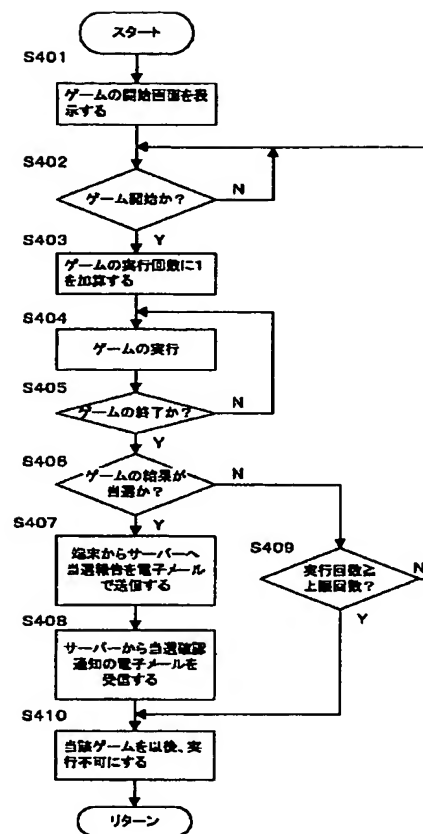 スタート
S401
ゲームの開始画面を表
示する
S402
ゲーム開始か?
N
Y
S403
ゲームの実行回数に1
を加算する
S404
ゲームの実行
S405
ゲームの終了か?
N
Y
S406
ゲームの結果が
当選か?
N
Y
S407
端末からサーバーへ
当選報告を電子メール
で送信する
S409
実行回数≧
上限回数?
N
Y
S408
サーバーから当選確認
通知の電子メールを
受信する
S410
当該ゲームを以後、実
行不可にする
リターン